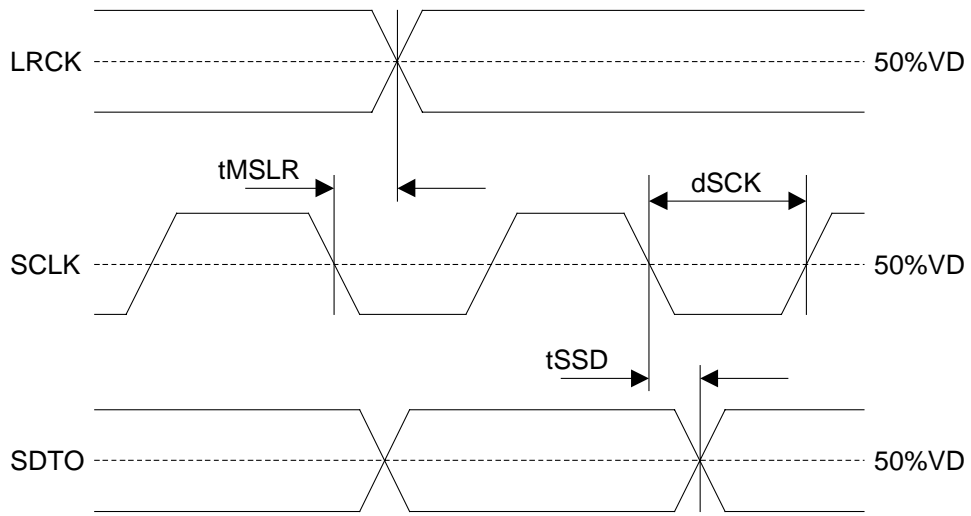 LRCK 50%VD
tMSLR dSCK
SCLK 50%VD
tSSD
SDTO 50%VD